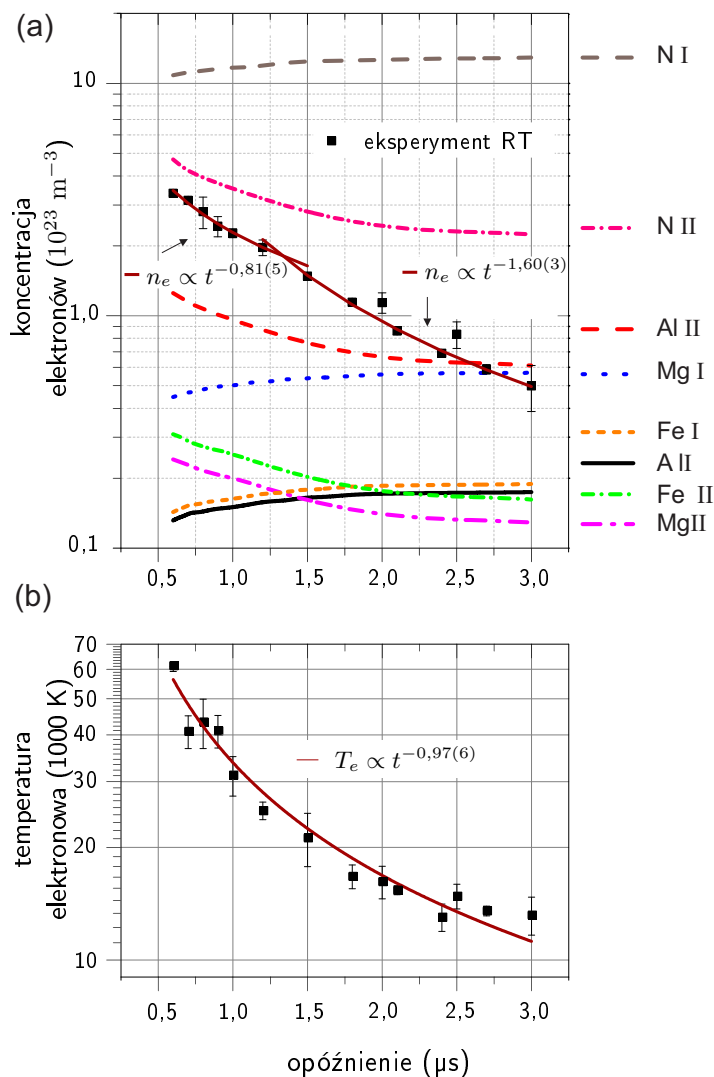 (a)
koncentracja
elektronów (10²³ m⁻³)
10
1,0
0,1
eksperyment RT
nₑ ∝ t⁻⁰,⁸¹⁽⁵⁾
nₑ ∝ t⁻¹,⁶⁰⁽³⁾
N I
N II
Al II
Mg I
Fe I
A II
Fe II
MgII
0,5 1,0 1,5 2,0 2,5 3,0
(b)
temperatura
elektronowa (1000 K)
70
60
50
40
30
20
10
Tₑ ∝ t⁻⁰,⁹⁷⁽⁶⁾
0,5 1,0 1,5 2,0 2,5 3,0
opóźnienie (μs)